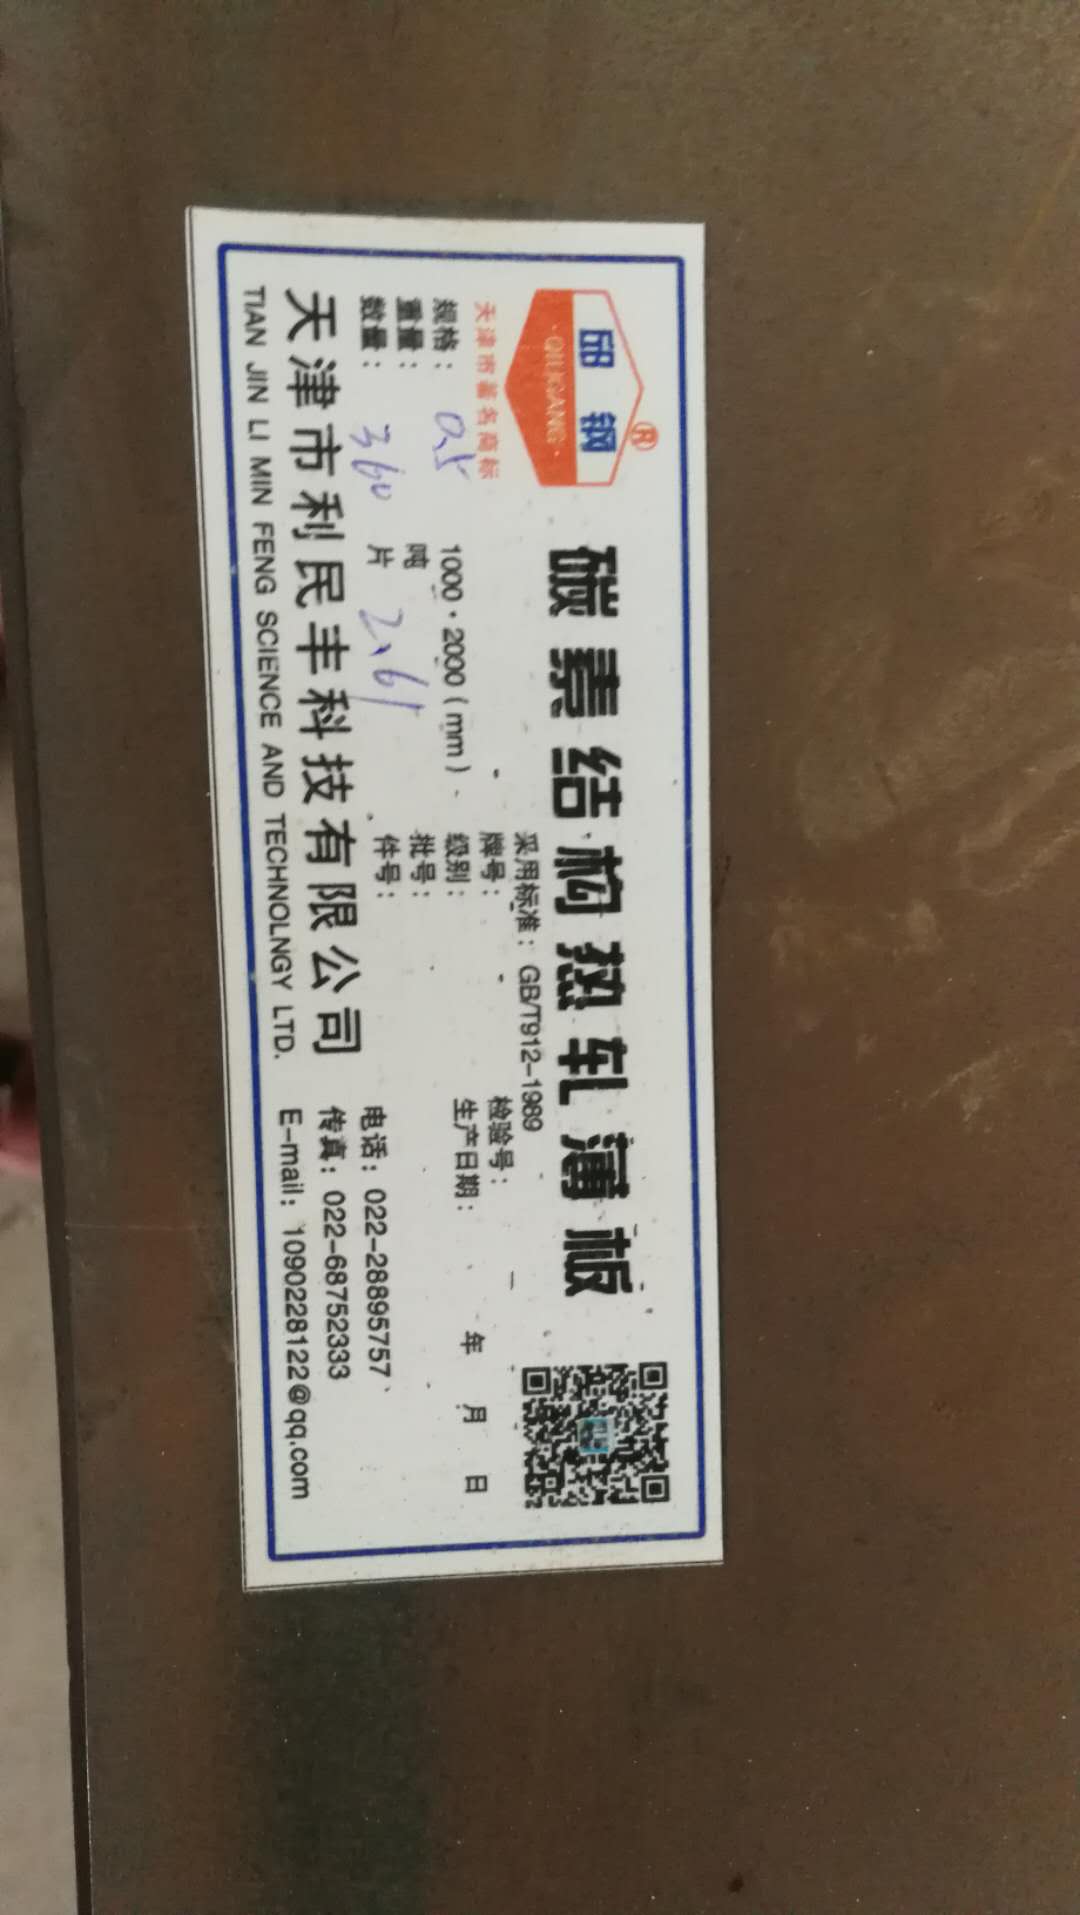 品钢®
QIUGANG
天津市著名商标
碳素结构热轧薄板
采用标准：GB/T912-1989
规格： 0.5 1000·2000（mm）
牌号：
检验号：
重量： 吨
级别：
生产日期： 年 月 日
数量： 360 片 2.61
批号：
件号：
天津市利民丰科技有限公司
TIAN JIN LI MIN FENG SCIENCE AND TECHNOLNGY LTD.
电话：022-28895757
传真：022-68752333
E-mail：1090228122@qq.com